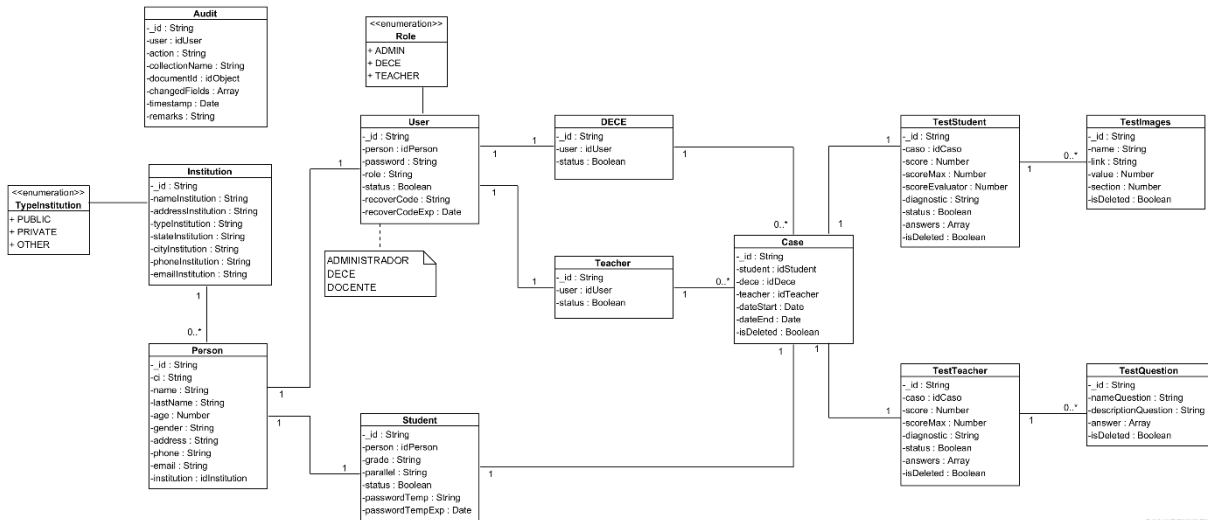 Audit
-_id : String
-user : idUser
-action : String
-collectionName : String
-documentId : idObject
-changedFields : Array
-timestamp : Date
-remarks : String
<<enumeration>>
Role
+ ADMIN
+ DECE
+ TEACHER
User
-_id : String
-person : idPerson
-password : String
-role : String
-status : Boolean
-recoverCode : String
-recoverCodeExp : Date
1
1
1
ADMINISTRADOR
DECE
DOCENTE
DECE
-_id : String
-user : idUser
-status : Boolean
1
1
TestStudent
-_id : String
-caso : idCaso
-score : Number
-scoreMax : Number
-scoreEvaluator : Number
-diagnostic : String
-status : Boolean
-answers : Array
-isDeleted : Boolean
1
1
TestImages
-_id : String
-name : String
-link : String
-value : Number
-section : Number
-isDeleted : Boolean
0..*
<<enumeration>>
TypeInstitution
+ PUBLIC
+ PRIVATE
+ OTHER
Institution
-_id : String
-nameInstitution : String
-addressInstitution : String
-typeInstitution : String
-stateInstitution : String
-cityInstitution : String
-phoneInstitution : String
-emailInstitution : String
1
0..*
Teacher
-_id : String
-user : idUser
-status : Boolean
1
1
Case
-_id : String
-student : idStudent
-dece : idDece
-teacher : idTeacher
-dateStart : Date
-dateEnd : Date
-isDeleted : Boolean
0..*
0..*
1
1
1
Person
-_id : String
-ci : String
-name : String
-lastName : String
-age : Number
-gender : String
-address : String
-phone : String
-email : String
-institution : idInstitution
1
1
Student
-_id : String
-person : idPerson
-grade : String
-parallel : String
-status : Boolean
-passwordTemp : String
-passwordTempExp : Date
1
1
TestTeacher
-_id : String
-caso : idCaso
-score : Number
-scoreMax : Number
-diagnostic : String
-status : Boolean
-answers : Array
-isDeleted : Boolean
1
1
TestQuestion
-_id : String
-nameQuestion : String
-descriptionQuestion : String
-answer : Array
-isDeleted : Boolean
0..*